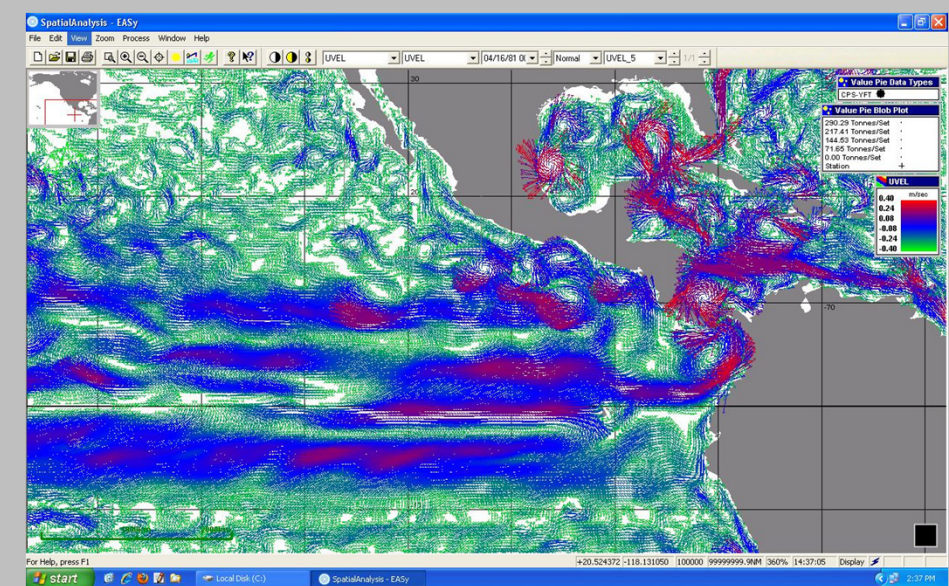 SpatialAnalysis - EASy
File Edit View Zoom Process Window Help
UVEL UVEL 04/16/81 0( Normal UVEL_5 1/1
Value Pie Data Types
CPS-YFT
Value Pie Blob Plot
290.29 Tonnes/Set
217.41 Tonnes/Set
144.53 Tonnes/Set
71.65 Tonnes/Set
0.00 Tonnes/Set
Station
UVEL
m/sec
0.40
0.24
0.08
-0.08
-0.24
-0.40
30
20
-70
For Help, press F1 +20.524372 -118.131050 100000 99999999.9NM 360% 14:37:05 Display
start Local Disk (C:) SpatialAnalysis - EASy 2:37 PM